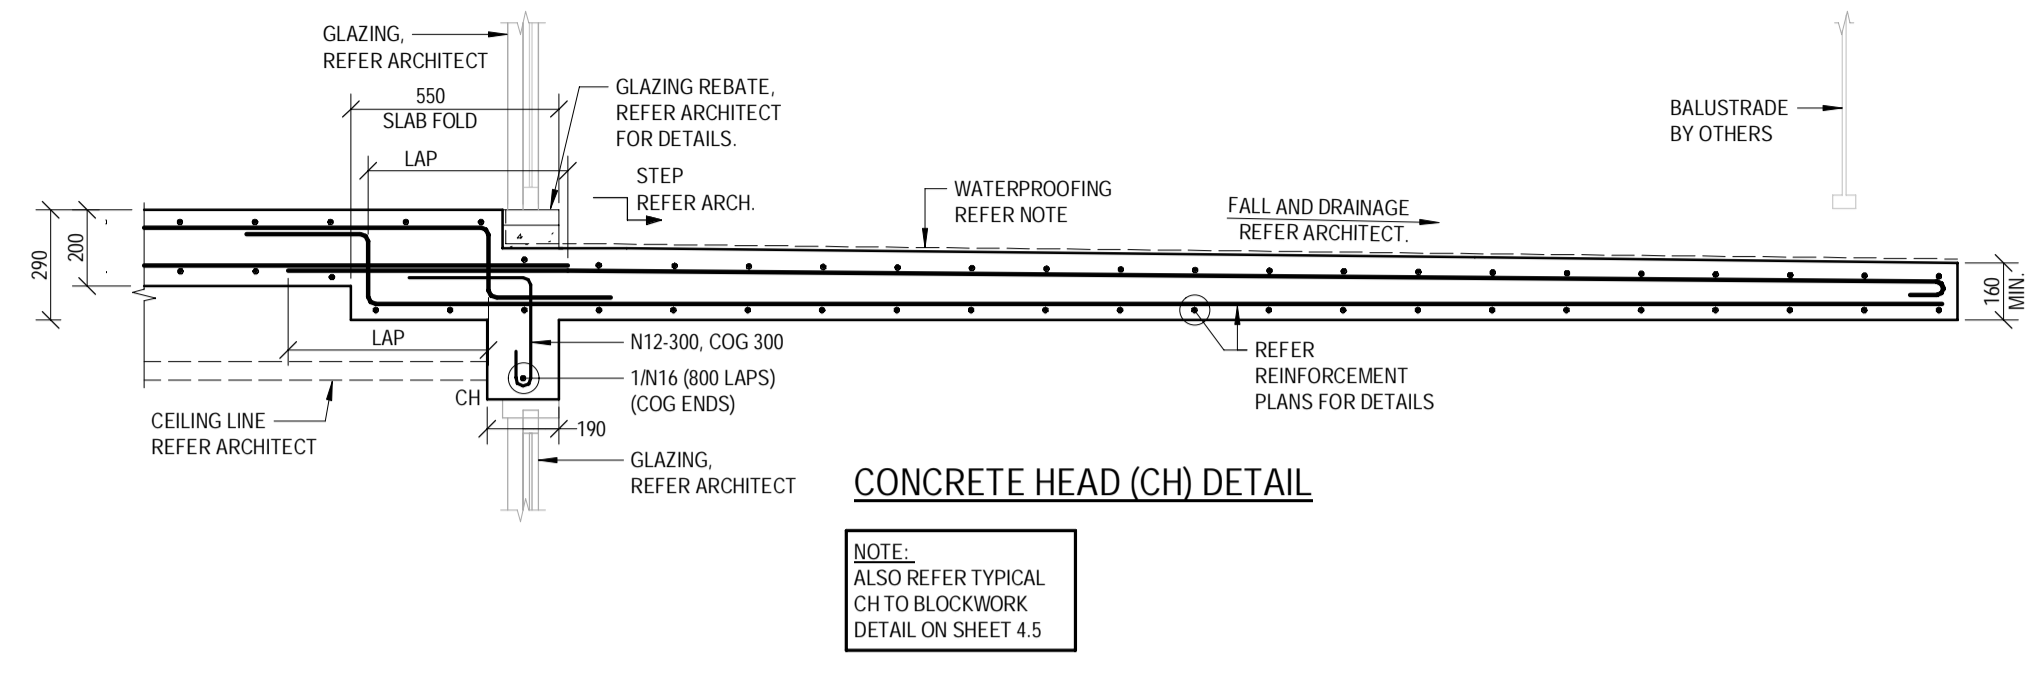 GLAZING,
REFER ARCHITECT
550
SLAB FOLD
LAP
GLAZING REBATE,
REFER ARCHITECT
FOR DETAILS.
STEP
REFER ARCH.
WATERPROOFING
REFER NOTE
FALL AND DRAINAGE
REFER ARCHITECT.
BALUSTRADE
BY OTHERS
290
200
160
MIN.
LAP
N12-300, COG 300
1/N16 (800 LAPS)
(COG ENDS)
CH
190
CEILING LINE
REFER ARCHITECT
GLAZING,
REFER ARCHITECT
REFER
REINFORCEMENT
PLANS FOR DETAILS
CONCRETE HEAD (CH) DETAIL
NOTE:
ALSO REFER TYPICAL
CH TO BLOCKWORK
DETAIL ON SHEET 4.5